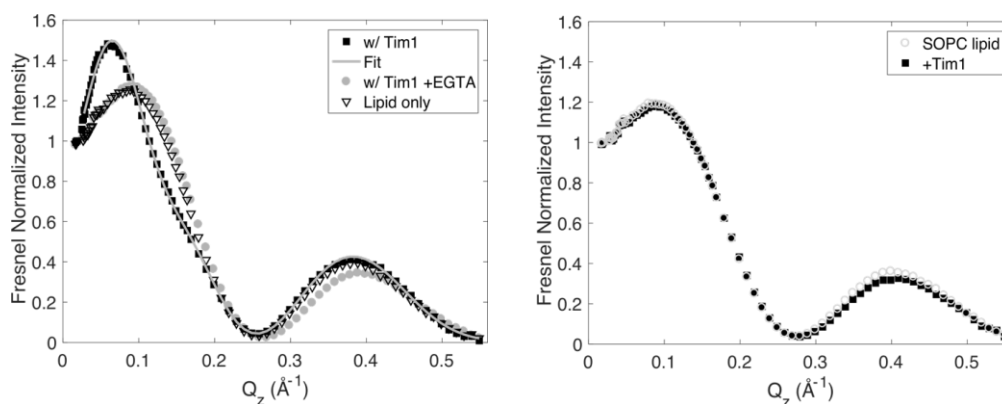 1.6
1.4
1.2
1
0.8
0.6
0.4
0.2
0
Fresnel Normalized Intensity
w/ Tim1
Fit
w/ Tim1 +EGTA
Lipid only
0 0.1 0.2 0.3 0.4 0.5
Qz (Å-1)
1.6
1.4
1.2
1
0.8
0.6
0.4
0.2
0
Fresnel Normalized Intensity
SOPC lipid
+Tim1
0 0.1 0.2 0.3 0.4 0.5
Qz (Å-1)